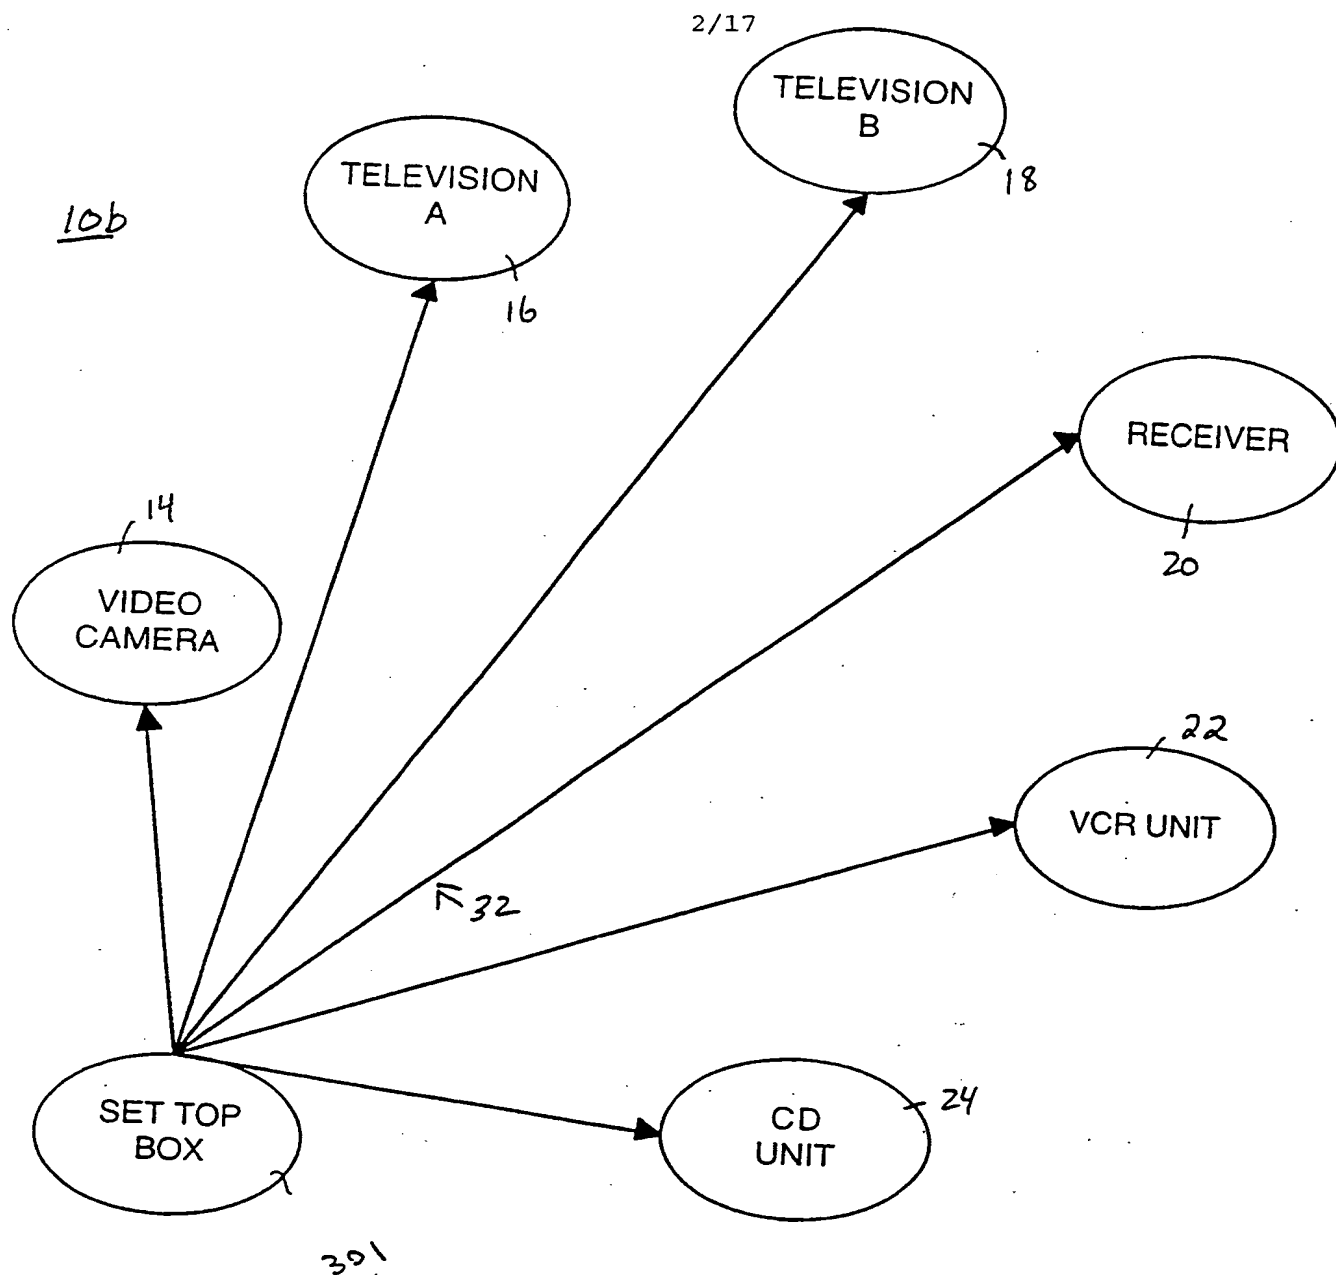 2/17
TELEVISION
B
18
TELEVISION
A
16
10b
RECEIVER
20
14
VIDEO
CAMERA
22
VCR UNIT
32
SET TOP
BOX
301
CD
UNIT
24